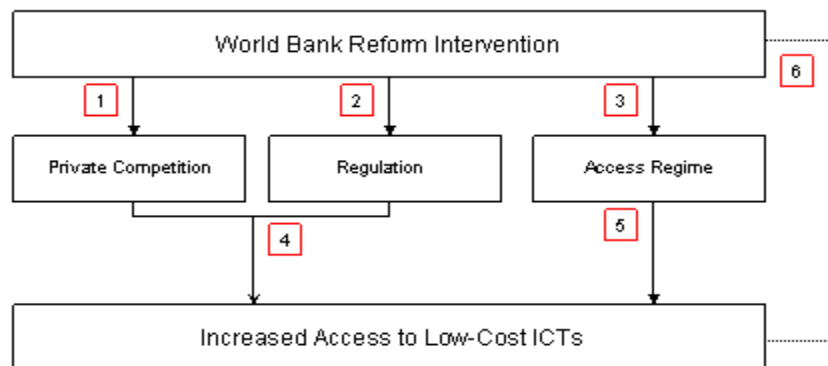 World Bank Reform Intervention
6
1
2
3
Private Competition
Regulation
Access Regime
4
5
Increased Access to Low-Cost ICTs